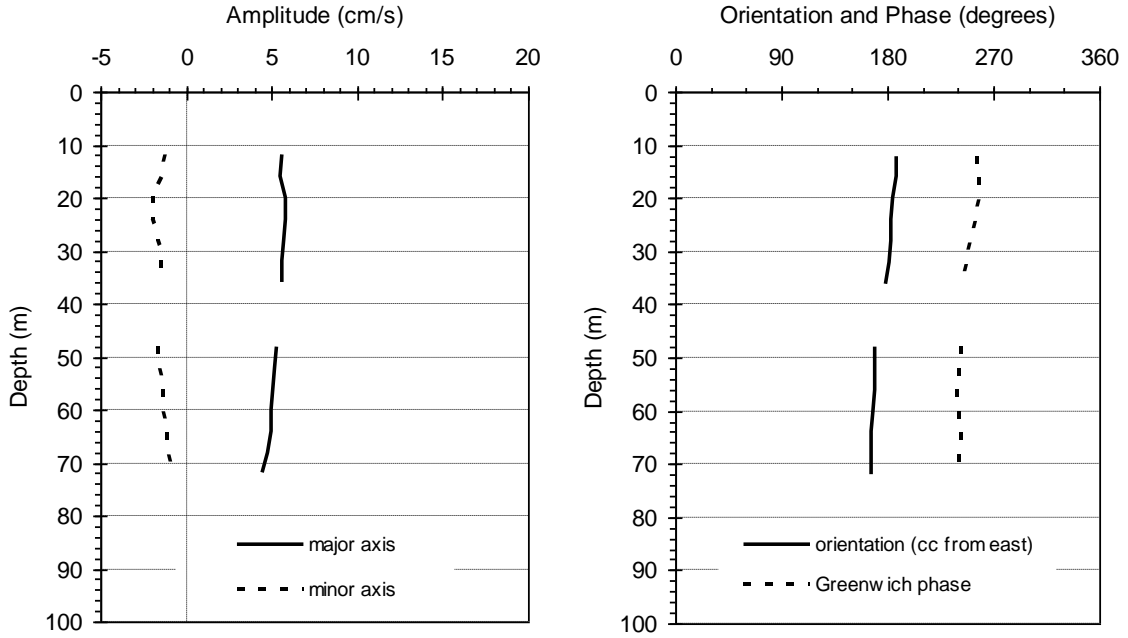 Amplitude (cm/s)
-5 0 5 10 15 20
0
10
20
30
40
50
60
70
80
90
100
Depth (m)
major axis
minor axis
Orientation and Phase (degrees)
0 90 180 270 360
0
10
20
30
40
50
60
70
80
90
100
Depth (m)
orientation (cc from east)
Greenwich phase